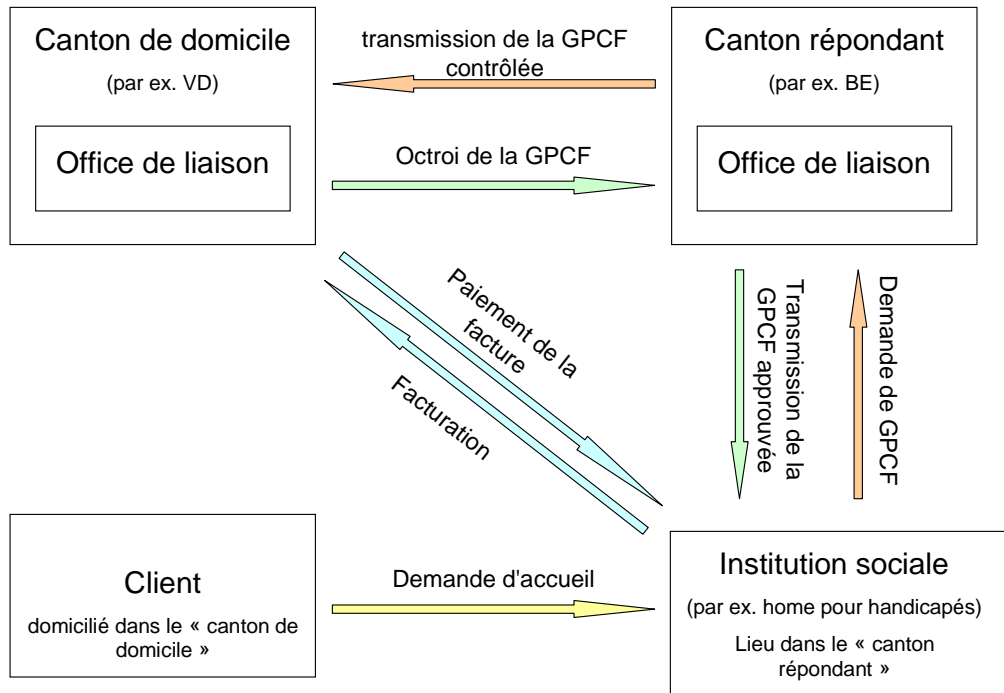 Canton de domicile
(par ex. VD)
Office de liaison
transmission de la GPCF
contrôlée
Octroi de la GPCF
Canton répondant
(par ex. BE)
Office de liaison
Paiement de la
facture
Facturation
Transmission de la
GPCF approuvée
Demande de GPCF
Client
domicilié dans le « canton de
domicile »
Demande d'accueil
Institution sociale
(par ex. home pour handicapés)
Lieu dans le « canton
répondant »